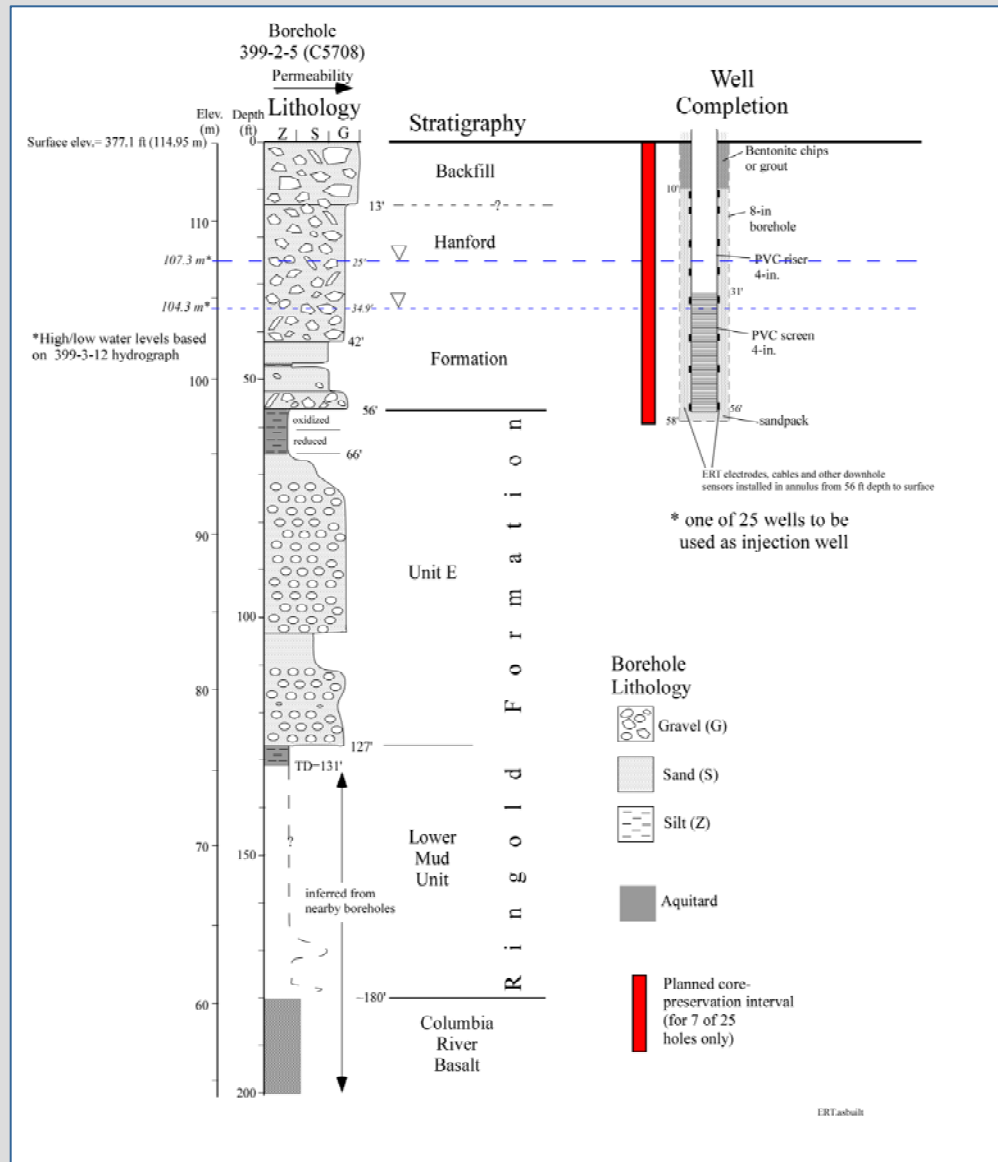 Borehole
399-2-5 (C5708)
Permeability
Lithology
Elev.
(m)
Depth
(ft)
Z | S | G
Stratigraphy
Well
Completion
Surface elev.= 377.1 ft (114.95 m)
0
Backfill
Bentonite chips
or grout
10'
13'
-?
8-in
borehole
110
Hanford
107.3 m*
25'
PVC riser
4-in.
31'
104.3 m*
34.9'
*High/low water levels based
on 399-3-12 hydrograph
42'
PVC screen
4-in.
Formation
100
50
56'
58'
56'
sandpack
oxidized
reduced
66'
ERT electrodes, cables and other downhole
sensors installed in annulus from 56 ft depth to surface
* one of 25 wells to be
used as injection well
90
Unit E
100
Ringold Formation
80
127'
TD=131'
70
?
150
Lower
Mud
Unit
inferred from
nearby boreholes
60
~180'
Columbia
River
Basalt
200
Borehole
Lithology
Gravel (G)
Sand (S)
Silt (Z)
Aquitard
Planned core-
preservation interval
(for 7 of 25
holes only)
ERT.asbuilt